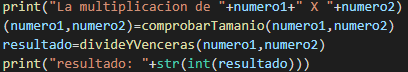 print("La multiplicacion de "+numero1+" X "+numero2)
(numero1,numero2)=comprobarTamanio(numero1,numero2)
resultado=divideYVenceras(numero1,numero2)
print("resultado: "+str(int(resultado)))